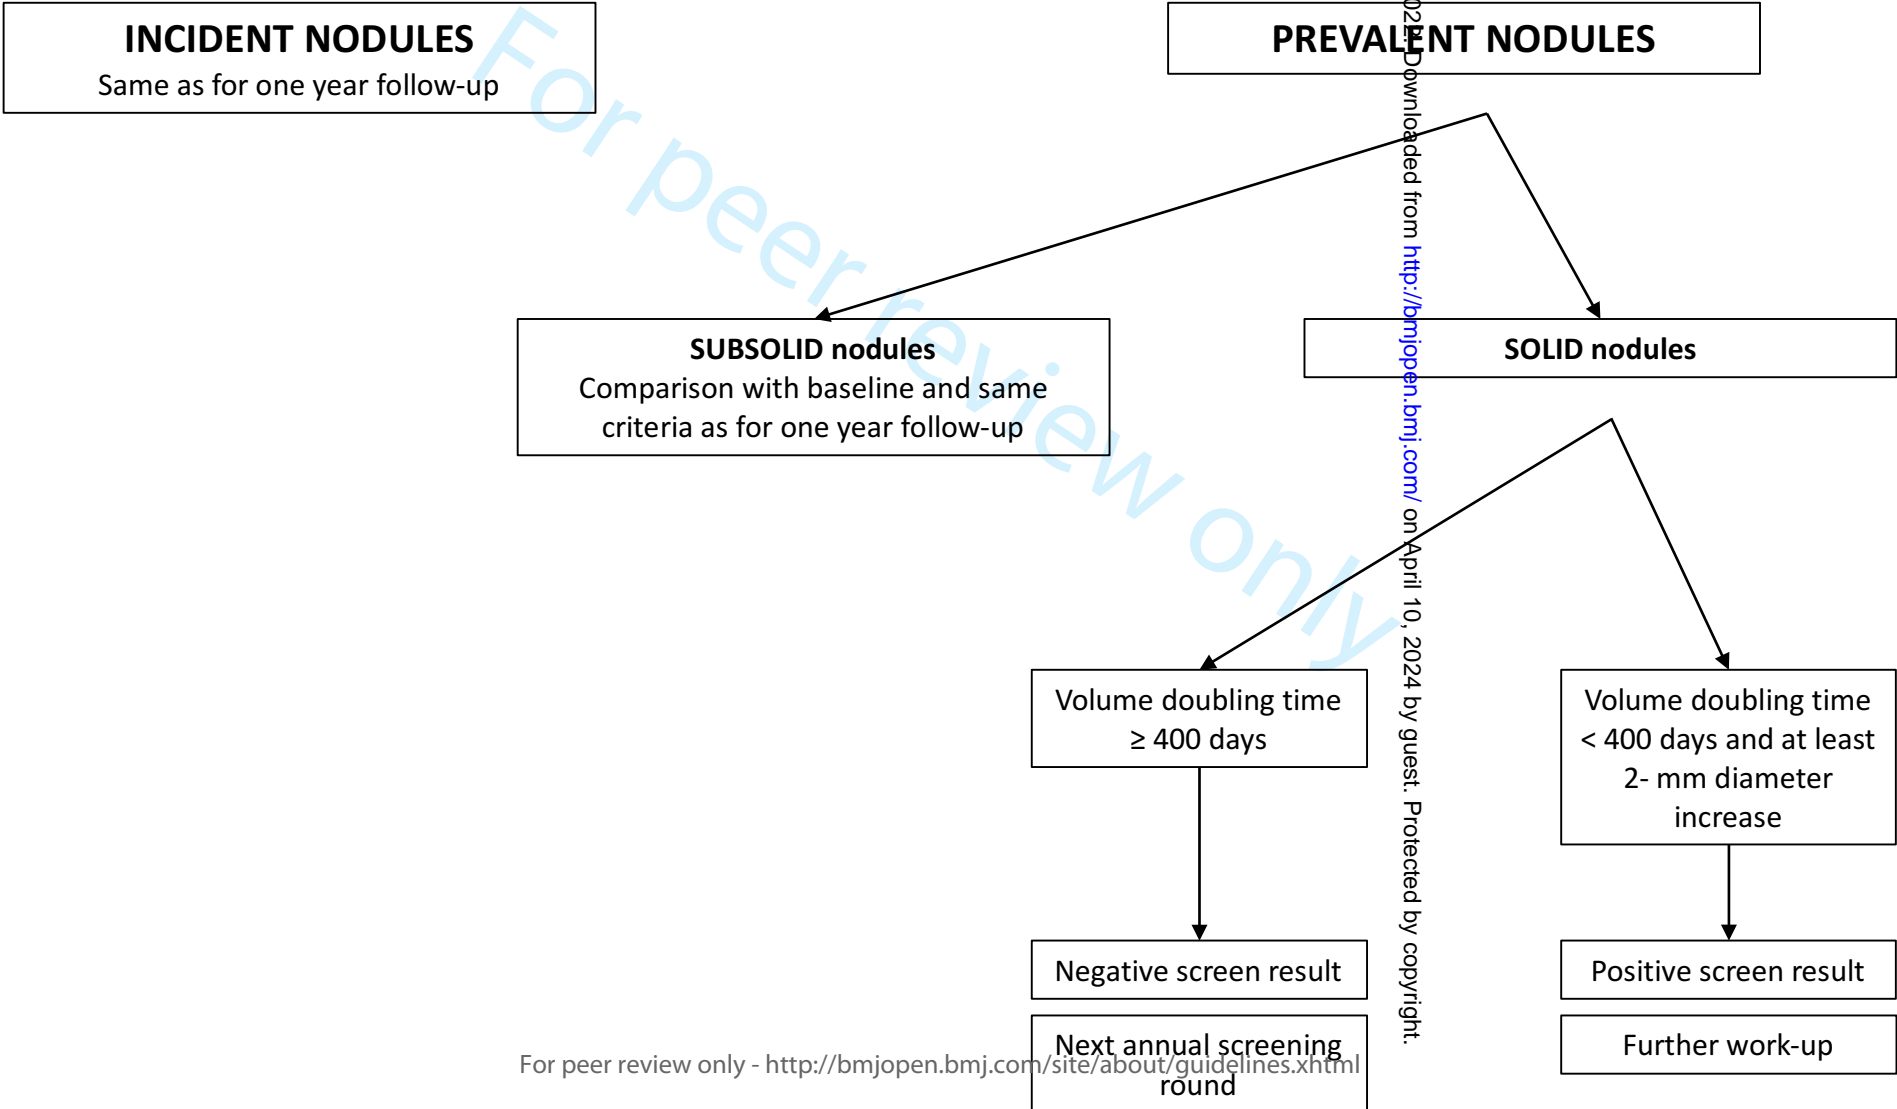 INCIDENT NODULES
Same as for one year follow-up
PREVALENT NODULES
SUBSOLID nodules
Comparison with baseline and same
criteria as for one year follow-up
SOLID nodules
Volume doubling time
≥ 400 days
Volume doubling time
< 400 days and at least
2- mm diameter
increase
Negative screen result
Positive screen result
Next annual screening
round
Further work-up
For peer review only
Downloaded from http://bmjopen.bmj.com/ on April 10, 2024 by guest. Protected by copyright.
For peer review only - http://bmjopen.bmj.com/site/about/guidelines.xhtml